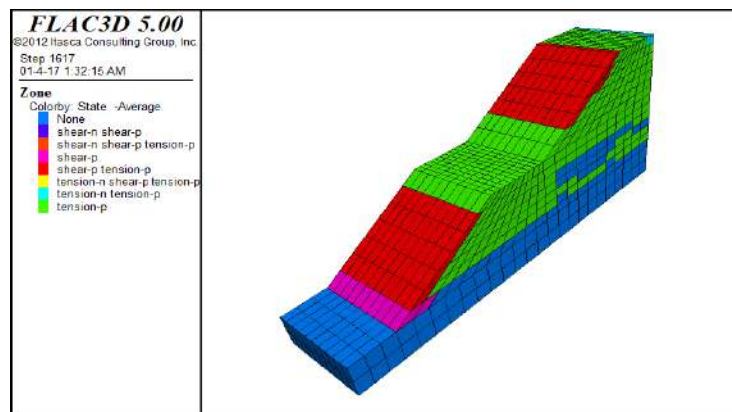 FLAC3D 5.00
©2012 Itasca Consulting Group, Inc.
Step 1617
01-4-17 1:32:15 AM
Zone
Colorby: State -Average
None
shear-n shear-p
shear-n shear-p tension-p
shear-p
shear-p tension-p
tension-n shear-p tension-p
tension-n tension-p
tension-p